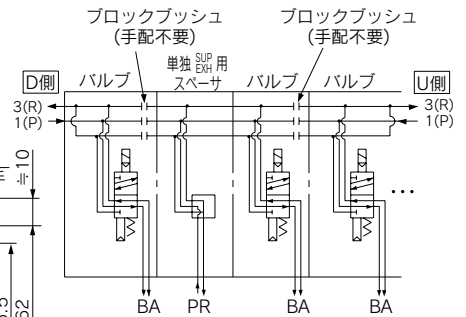 ブロックブッシュ
(手配不要)
ブロックブッシュ
(手配不要)
単独 SUP EXH 用
スペーサ
D側
バルブ
バルブ
バルブ
U側
3(R)
1(P)
3(R)
1(P)
≒10
62
...
BA
PR
BA
BA